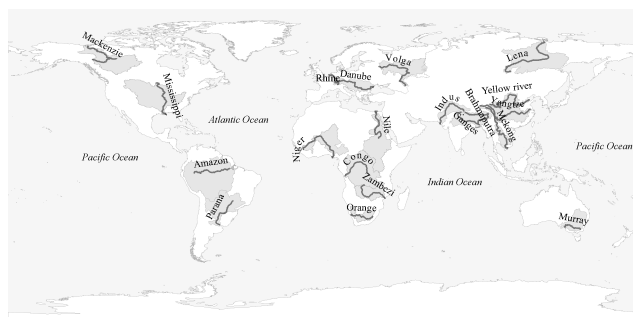 Mackenzie
Lena
Volga
Rhine
Danube
Mississippi
Yellow river
Yangtze
Indus
Brahmaputra
Ganges
Mekong
Atlantic Ocean
Nile
Niger
Pacific Ocean
Pacific Ocean
Amazon
Congo
Zambezi
Indian Ocean
Parana
Orange
Murray